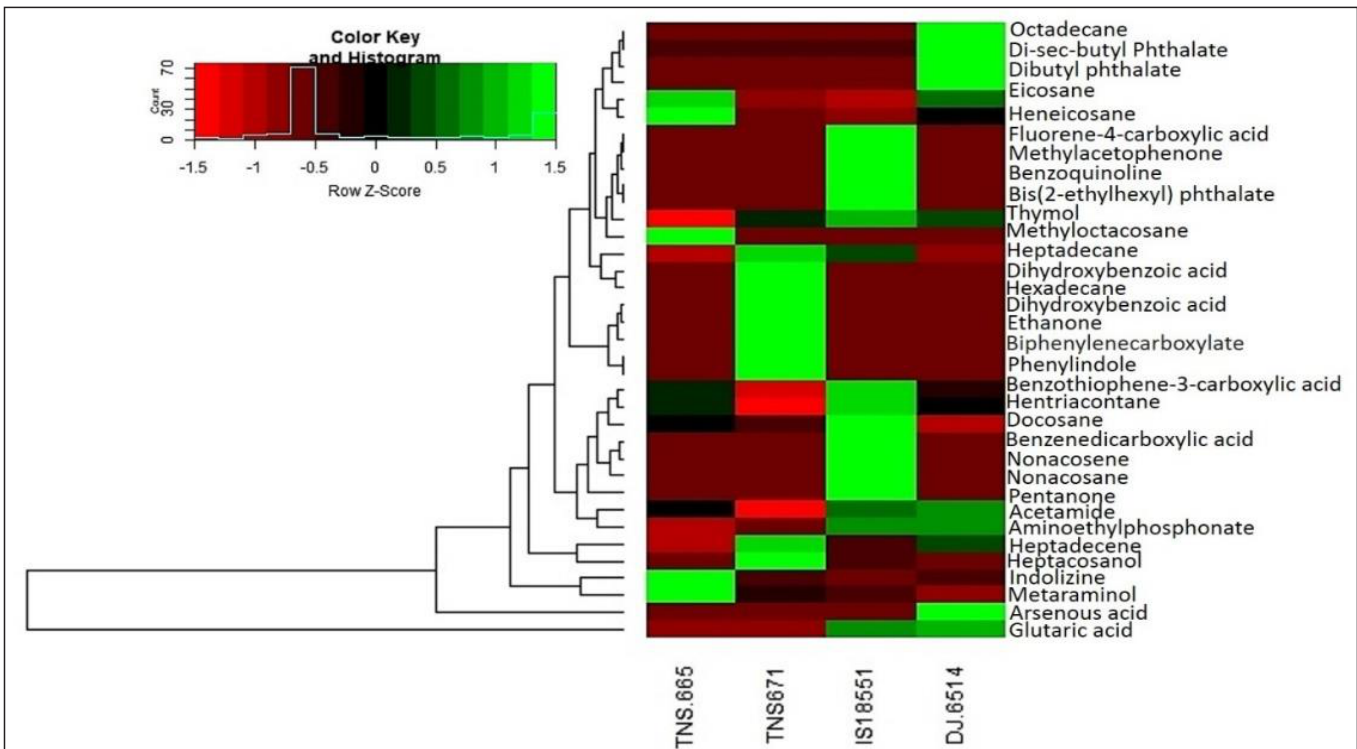 Color Key
and Histogram
Count
0 30 70
-1.5 -1 -0.5 0 0.5 1 1.5
Row Z-Score
Octadecane
Di-sec-butyl Phthalate
Dibutyl phthalate
Eicosane
Heneicosane
Fluorene-4-carboxylic acid
Methylacetophenone
Benzoquinoline
Bis(2-ethylhexyl) phthalate
Thymol
Methyloctacosane
Heptadecane
Dihydroxybenzoic acid
Hexadecane
Dihydroxybenzoic acid
Ethanone
Biphenylenecarboxylate
Phenylindole
Benzothiophene-3-carboxylic acid
Hentriacontane
Docosane
Benzenedicarboxylic acid
Nonacosene
Nonacosane
Pentanone
Acetamide
Aminoethylphosphonate
Heptadecene
Heptacosanol
Indolizine
Metaraminol
Arsenous acid
Glutaric acid
TNS.665
TNS671
IS18551
DJ.6514